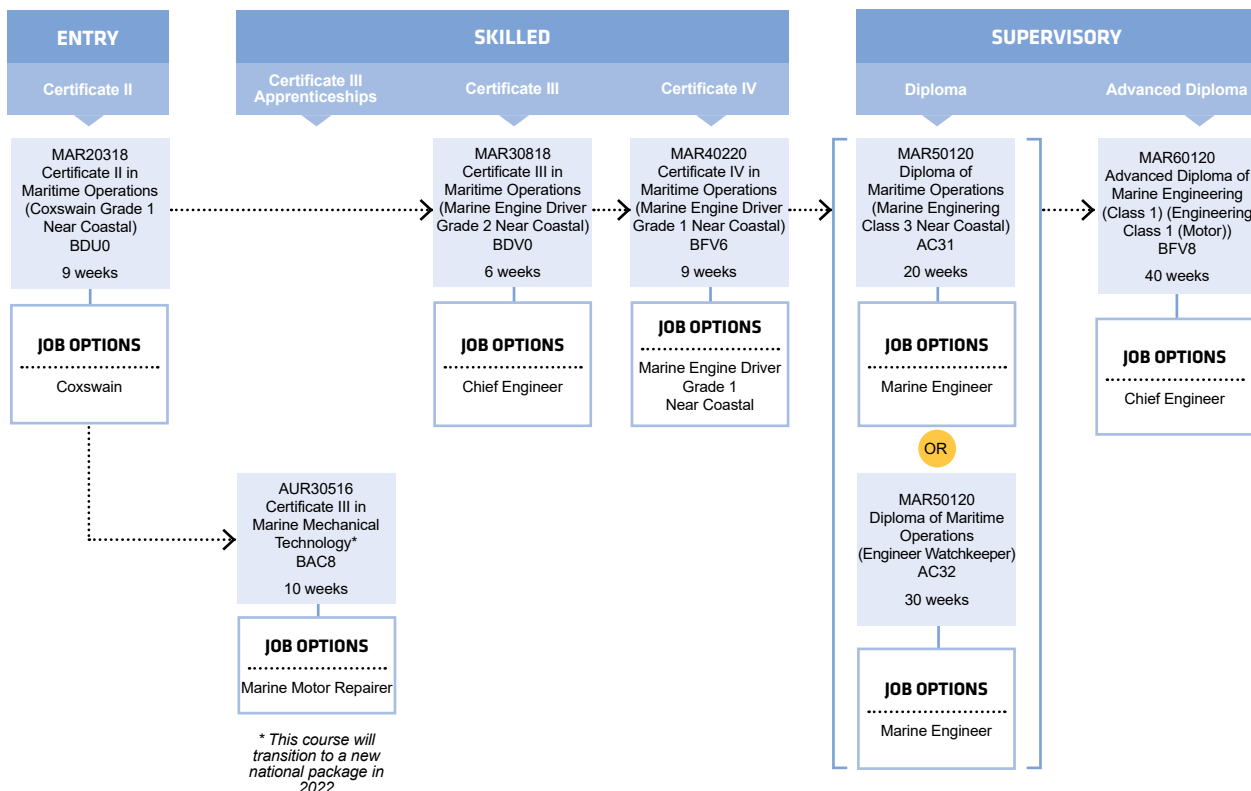 ENTRY
SKILLED
SUPERVISORY
Certificate II
Certificate III
Apprenticeships
Certificate III
Certificate IV
Diploma
Advanced Diploma
MAR20318
Certificate II in
Maritime Operations
(Coxswain Grade 1
Near Coastal)
BDU0
9 weeks
JOB OPTIONS
Coxswain
AUR30516
Certificate III in
Marine Mechanical
Technology*
BAC8
10 weeks
JOB OPTIONS
Marine Motor Repairer
* This course will
transition to a new
national package in
2022
MAR30818
Certificate III in
Maritime Operations
(Marine Engine Driver
Grade 2 Near Coastal)
BDV0
6 weeks
JOB OPTIONS
Chief Engineer
MAR40220
Certificate IV in
Maritime Operations
(Marine Engine Driver
Grade 1 Near Coastal)
BFV6
9 weeks
JOB OPTIONS
Marine Engine Driver
Grade 1
Near Coastal
MAR50120
Diploma of
Maritime Operations
(Marine Enginering
Class 3 Near Coastal)
AC31
20 weeks
JOB OPTIONS
Marine Engineer
OR
MAR50120
Diploma of Maritime
Operations
(Engineer Watchkeeper)
AC32
30 weeks
JOB OPTIONS
Marine Engineer
MAR60120
Advanced Diploma of
Marine Engineering
(Class 1) (Engineering
Class 1 (Motor))
BFV8
40 weeks
JOB OPTIONS
Chief Engineer